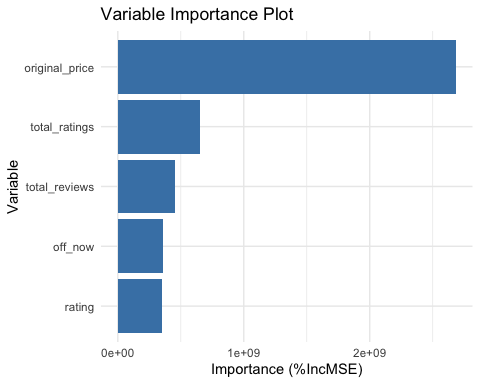 Variable Importance Plot
Variable
original_price
total_ratings
total_reviews
off_now
rating
0e+00 1e+09 2e+09
Importance (%IncMSE)